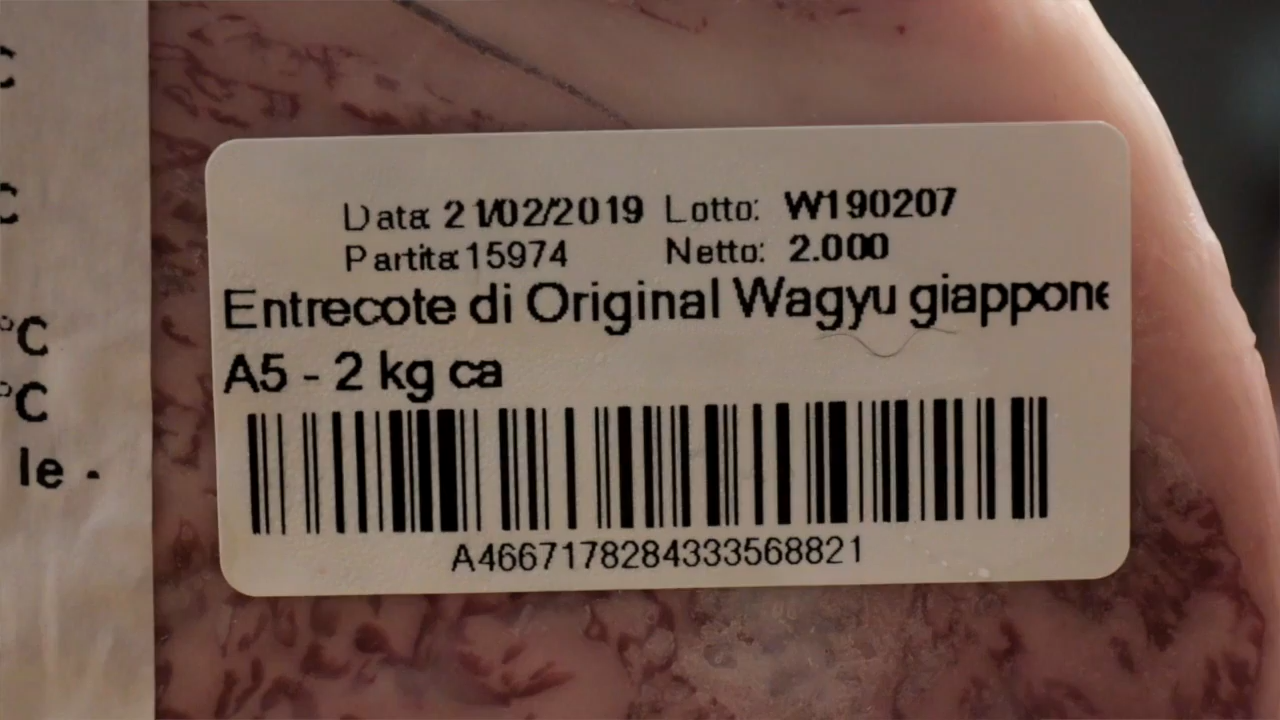 Data: 21/02/2019 Lotto: W190207
Partita: 15974 Netto: 2.000
Entrecote di Original Wagyu giappone
A5 - 2 kg ca
A4667178284333568821
°C
°C
le -